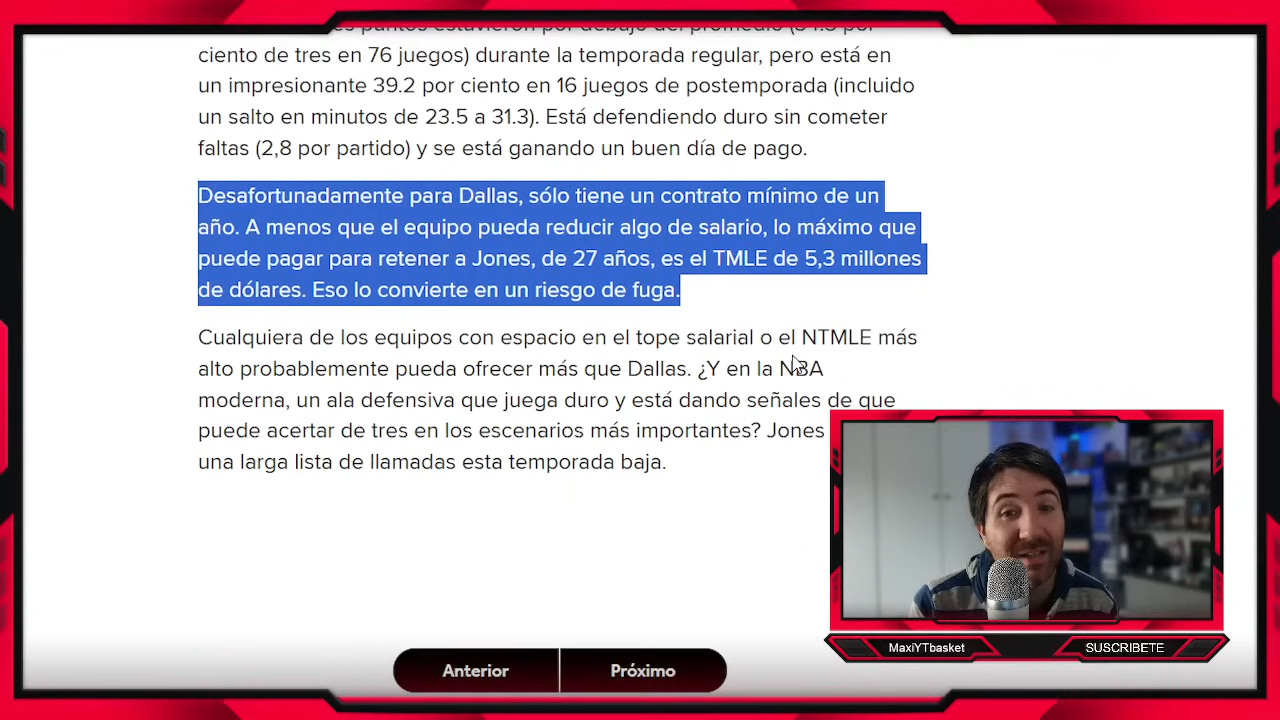 ciento de tres en 76 juegos) durante la temporada regular, pero está en
un impresionante 39.2 por ciento en 16 juegos de postemporada (incluido
un salto en minutos de 23.5 a 31.3). Está defendiendo duro sin cometer
faltas (2,8 por partido) y se está ganando un buen día de pago.
Desafortunadamente para Dallas, sólo tiene un contrato mínimo de un
año. A menos que el equipo pueda reducir algo de salario, lo máximo que
puede pagar para retener a Jones, de 27 años, es el TMLE de 5,3 millones
de dólares. Eso lo convierte en un riesgo de fuga.
Cualquiera de los equipos con espacio en el tope salarial o el NTMLE más
alto probablemente pueda ofrecer más que Dallas. ¿Y en la NBA
moderna, un ala defensiva que juega duro y está dando señales de que
puede acertar de tres en los escenarios más importantes? Jones
una larga lista de llamadas esta temporada baja.
MaxiYTbasket
SUSCRIBETE
Anterior
Próximo